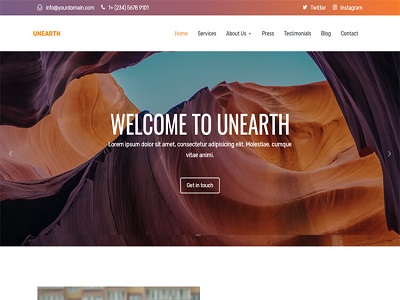 info@yourdomain.com 1+ (234) 5678 9101 Twitter Instagram
UNEARTH Home Services About Us Press Testimonials Blog Contact
WELCOME TO UNEARTH
Lorem ipsum dolor sit amet, consectetur adipisicing elit. Molestiae, cumque
vitae animi.
Get in touch